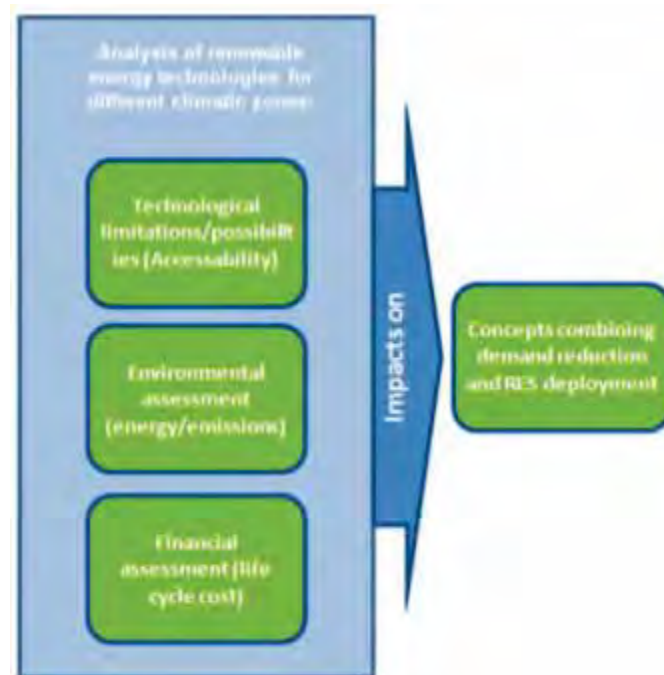 Analysis of renewable
energy technologies for
different climatic zones:
Technological
limitations/possibilit
ies (Accessability)
Environmental
assessment
(energy/emissions)
Financial
assessment (life
cycle cost)
Impacts on
Concepts combining
demand reduction
and RES deployment